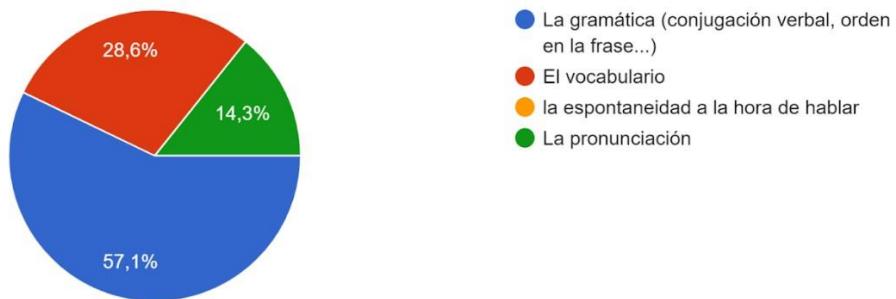 28,6%
14,3%
57,1%
La gramática (conjugación verbal, orden
en la frase...)
El vocabulario
la espontaneidad a la hora de hablar
La pronunciación